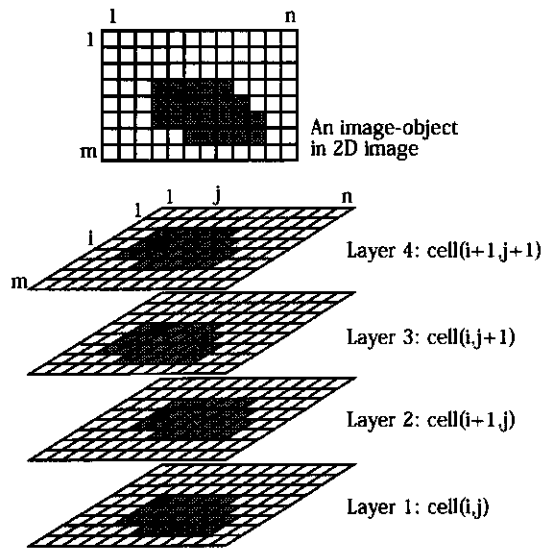 1 n
1
m
An image-object
in 2D image
1 1 j n
i
m
Layer 4: cell(i+1,j+1)
Layer 3: cell(i,j+1)
Layer 2: cell(i+1,j)
Layer 1: cell(i,j)